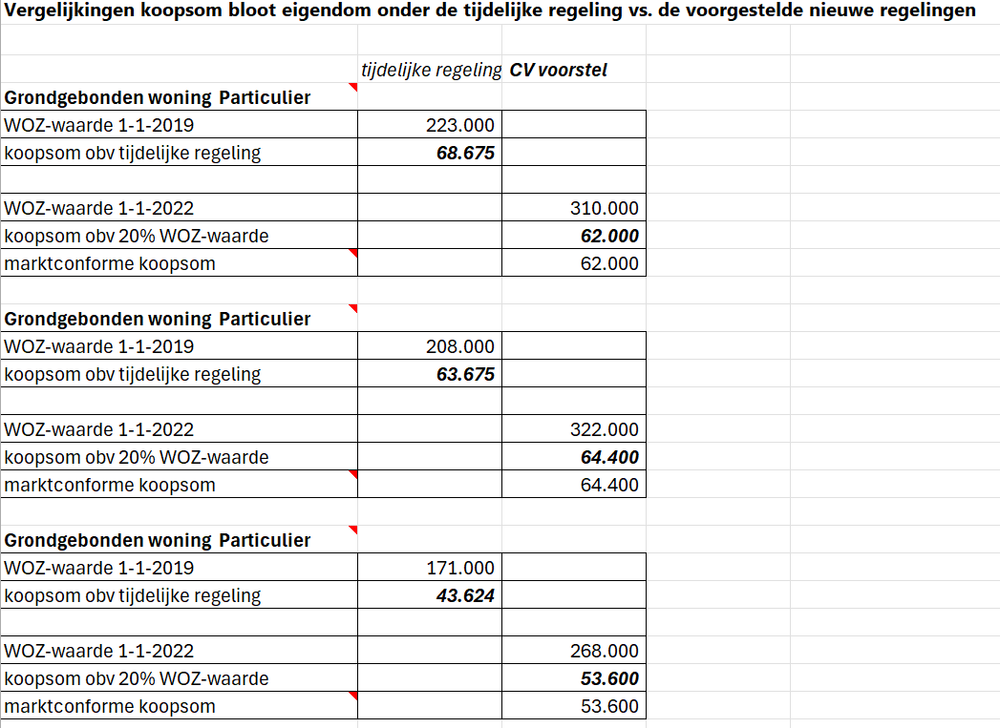 Vergelijkingen koopsom bloot eigendom onder de tijdelijke regeling vs. de voorgestelde nieuwe regelingen
tijdelijke regeling CV voorstel
Grondgebonden woning Particulier
WOZ-waarde 1-1-2019 223.000
koopsom obv tijdelijke regeling 68.675
WOZ-waarde 1-1-2022 310.000
koopsom obv 20% WOZ-waarde 62.000
marktconforme koopsom 62.000
Grondgebonden woning Particulier
WOZ-waarde 1-1-2019 208.000
koopsom obv tijdelijke regeling 63.675
WOZ-waarde 1-1-2022 322.000
koopsom obv 20% WOZ-waarde 64.400
marktconforme koopsom 64.400
Grondgebonden woning Particulier
WOZ-waarde 1-1-2019 171.000
koopsom obv tijdelijke regeling 43.624
WOZ-waarde 1-1-2022 268.000
koopsom obv 20% WOZ-waarde 53.600
marktconforme koopsom 53.600